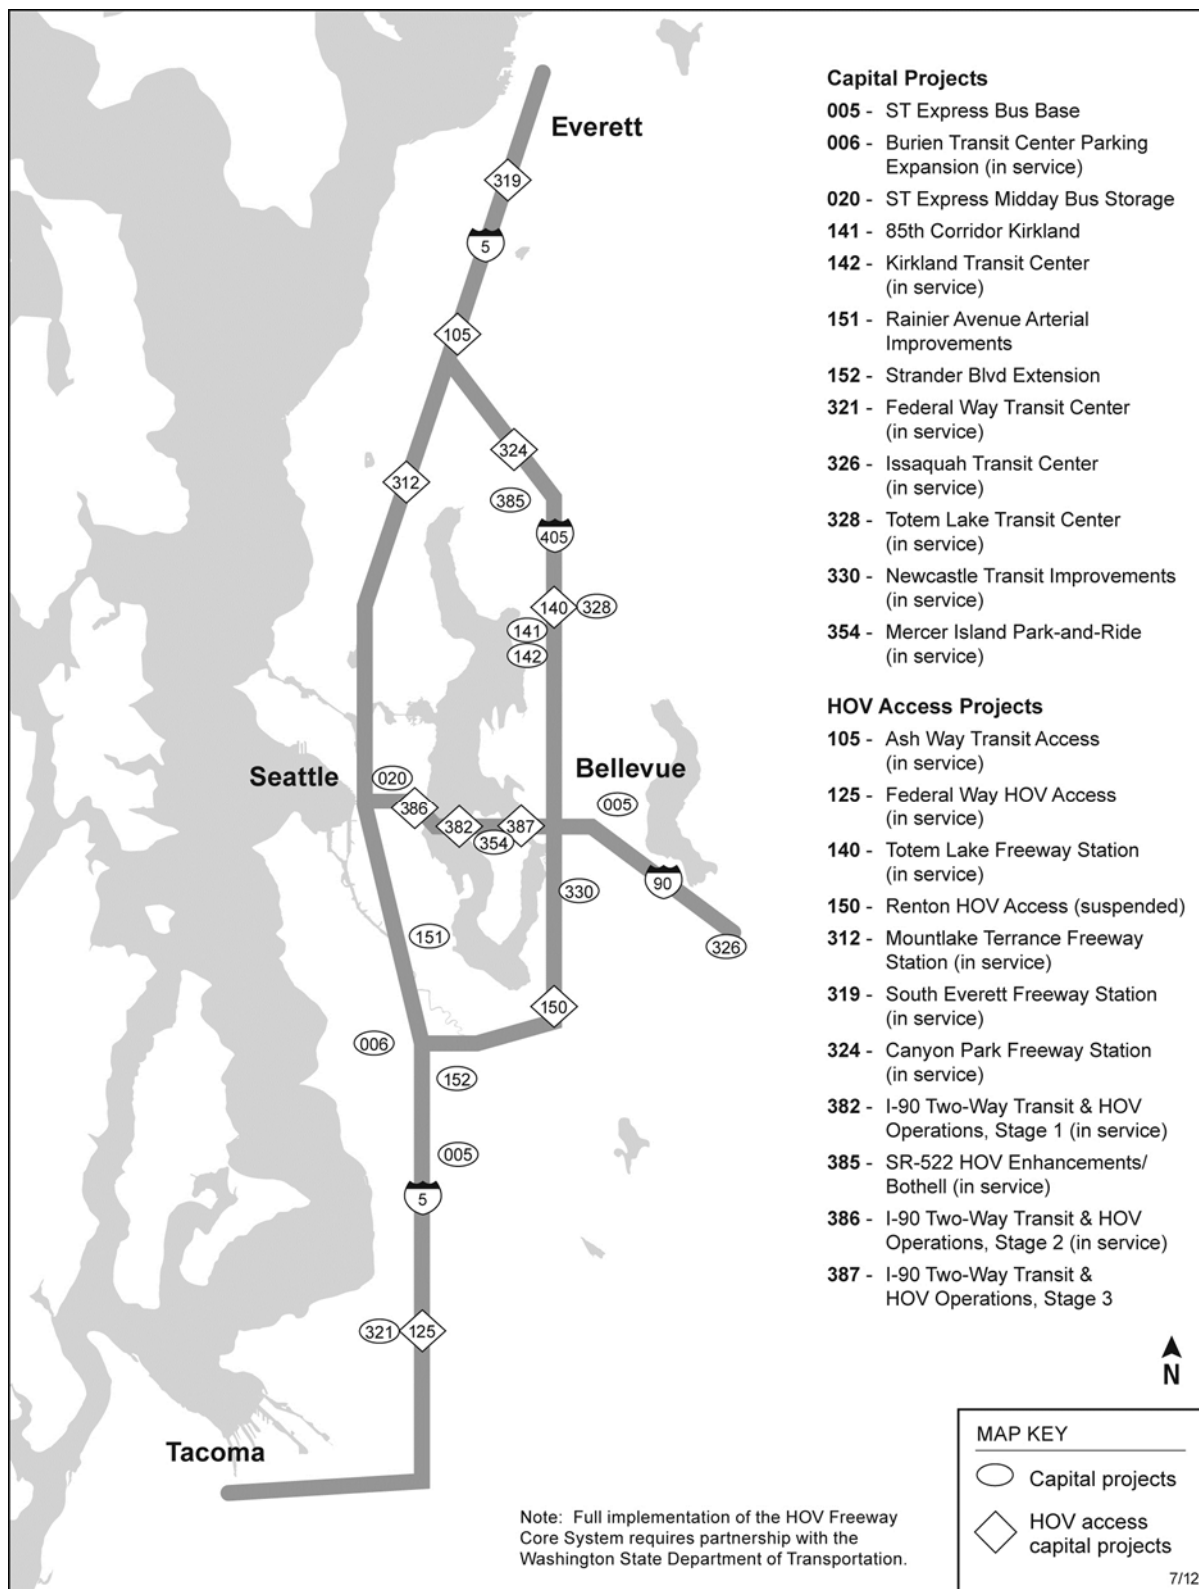 Everett
319
5
105
324
312
385
405
140
328
141
142
Seattle
020
Bellevue
005
386
382
387
354
90
330
151
326
150
006
152
005
5
321
125
Tacoma
Capital Projects
005 - ST Express Bus Base
006 - Burien Transit Center Parking
Expansion (in service)
020 - ST Express Midday Bus Storage
141 - 85th Corridor Kirkland
142 - Kirkland Transit Center
(in service)
151 - Rainier Avenue Arterial
Improvements
152 - Strander Blvd Extension
321 - Federal Way Transit Center
(in service)
326 - Issaquah Transit Center
(in service)
328 - Totem Lake Transit Center
(in service)
330 - Newcastle Transit Improvements
(in service)
354 - Mercer Island Park-and-Ride
(in service)
HOV Access Projects
105 - Ash Way Transit Access
(in service)
125 - Federal Way HOV Access
(in service)
140 - Totem Lake Freeway Station
(in service)
150 - Renton HOV Access (suspended)
312 - Mountlake Terrance Freeway
Station (in service)
319 - South Everett Freeway Station
(in service)
324 - Canyon Park Freeway Station
(in service)
382 - I-90 Two-Way Transit & HOV
Operations, Stage 1 (in service)
385 - SR-522 HOV Enhancements/
Bothell (in service)
386 - I-90 Two-Way Transit & HOV
Operations, Stage 2 (in service)
387 - I-90 Two-Way Transit &
HOV Operations, Stage 3
N
MAP KEY
Capital projects
HOV access
capital projects
Note: Full implementation of the HOV Freeway
Core System requires partnership with the
Washington State Department of Transportation.
7/12